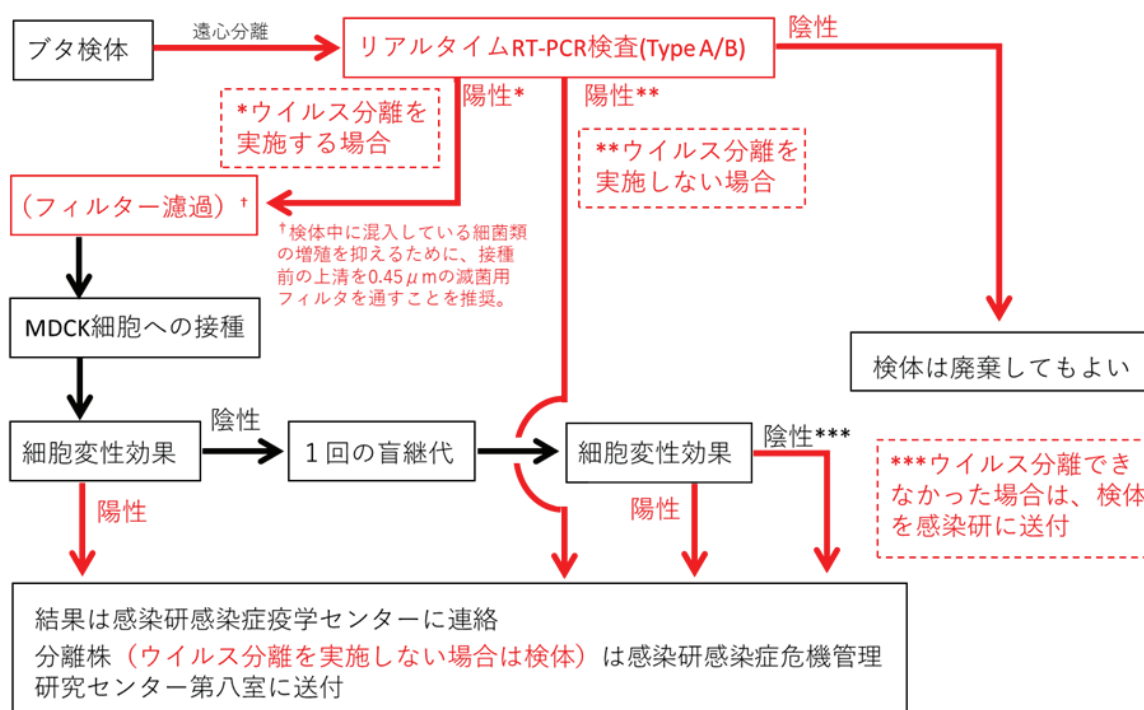 ブタ検体
遠心分離
リアルタイムRT-PCR検査(Type A/B)
陰性
陽性*
陽性**
*ウイルス分離を
実施する場合
**ウイルス分離を
実施しない場合
（フィルター濾過）†
†検体中に混入している細菌類
の増殖を抑えるために、接種
前の上清を0.45μmの滅菌用
フィルタを通すことを推奨。
MDCK細胞への接種
検体は廃棄してもよい
細胞変性効果
陰性
1回の盲継代
細胞変性効果
陰性***
***ウイルス分離でき
なかった場合は、検体
を感染研に送付
陽性
陽性
結果は感染研感染症疫学センターに連絡
分離株（ウイルス分離を実施しない場合は検体）は感染研感染症危機管理
研究センター第八室に送付